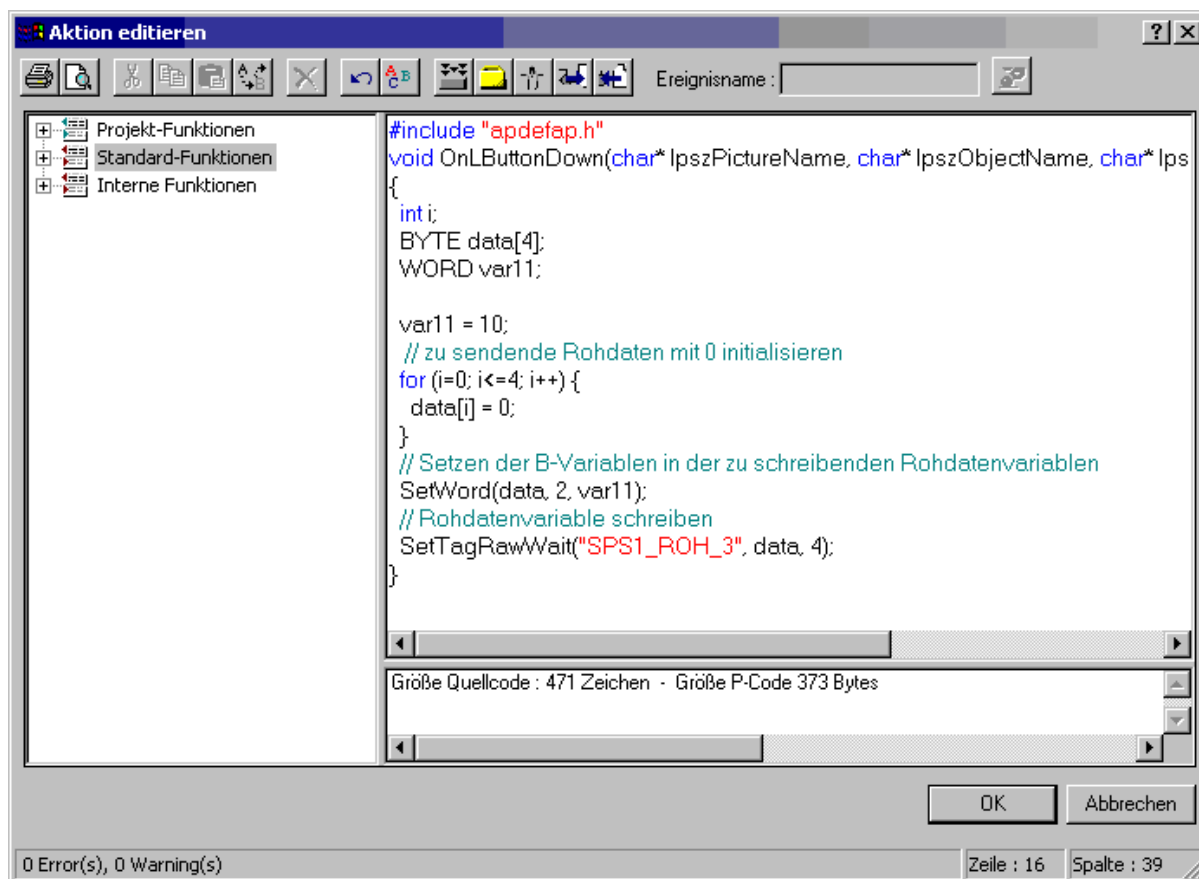 Aktion editieren
Ereignisname :
Projekt-Funktionen
Standard-Funktionen
Interne Funktionen
#include "apdefap.h"
void OnLButtonDown(char* lpszPictureName, char* lpszObjectName, char* lps
{
int i;
BYTE data[4];
WORD var11;
var11 = 10;
// zu sendende Rohdaten mit 0 initialisieren
for (i=0; i<=4; i++) {
data[i] = 0;
}
// Setzen der B-Variablen in der zu schreibenden Rohdatenvariablen
SetWord(data, 2, var11);
// Rohdatenvariable schreiben
SetTagRawWait("SPS1_ROH_3", data, 4);
}
Größe Quellcode : 471 Zeichen - Größe P-Code 373 Bytes
OK
Abbrechen
0 Error(s), 0 Warning(s)
Zeile : 16
Spalte : 39